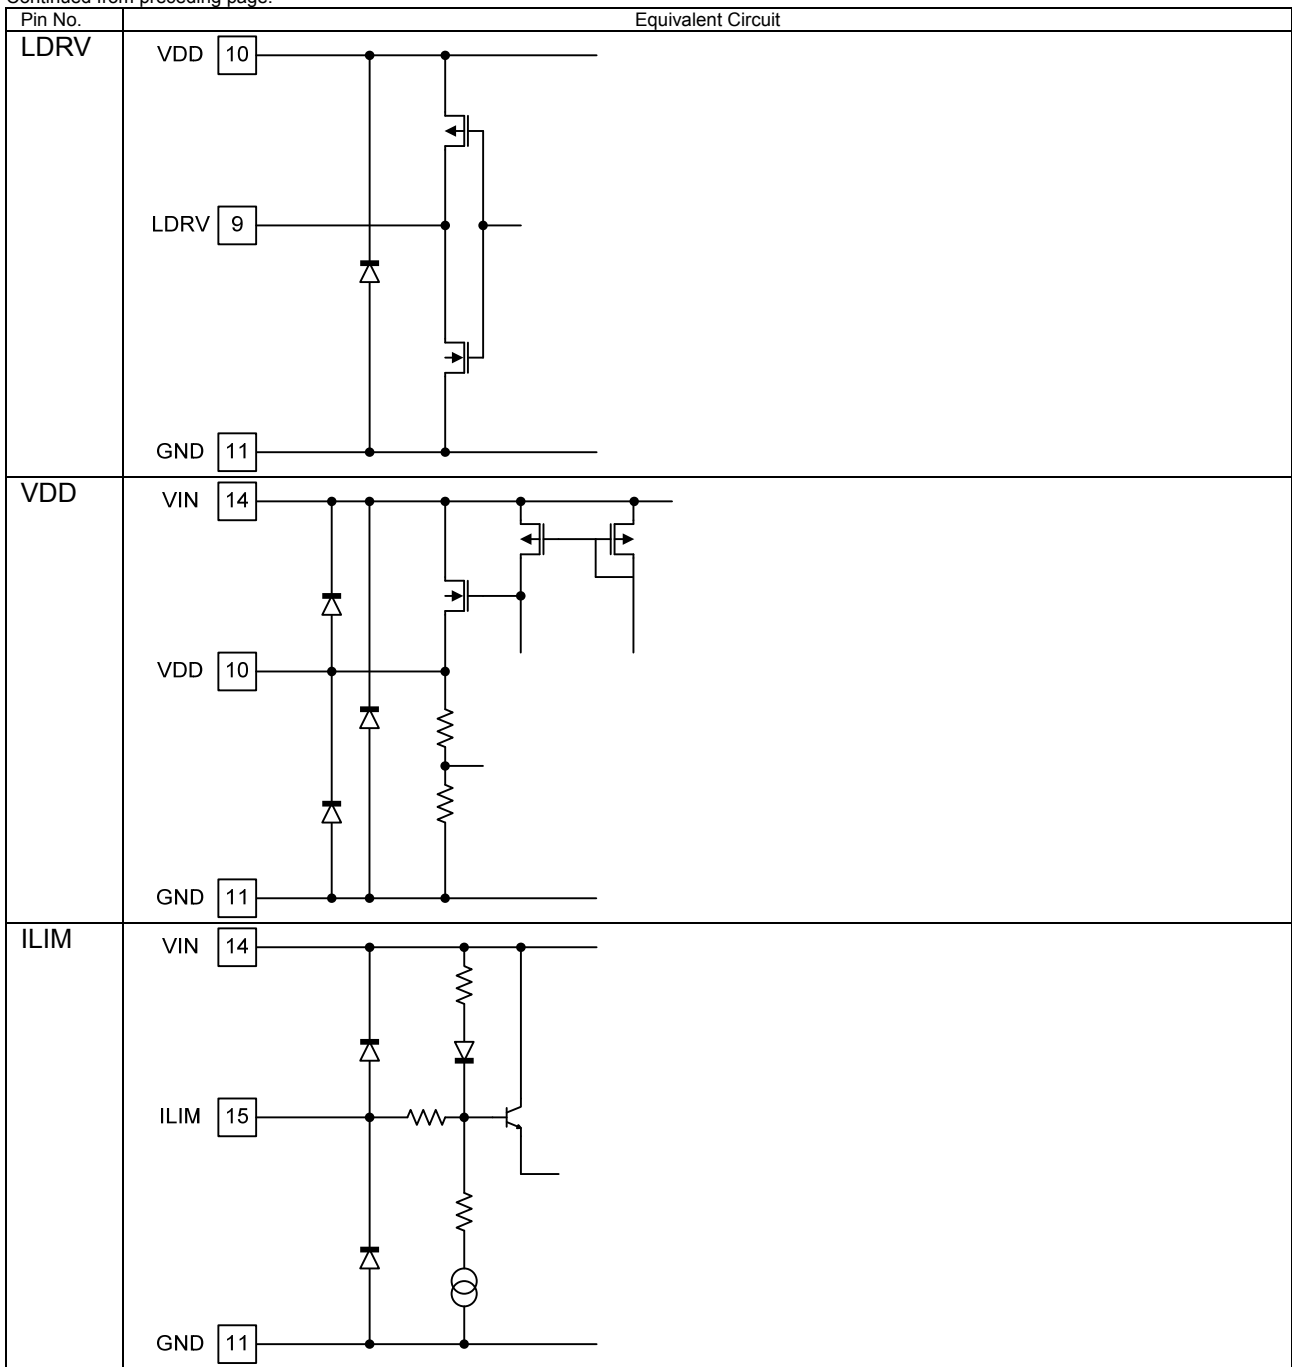 Continued from preceding page.
Pin No. Equivalent Circuit
LDRV
VDD 10
LDRV 9
GND 11
VDD
VIN 14
VDD 10
GND 11
ILIM
VIN 14
ILIM 15
GND 11